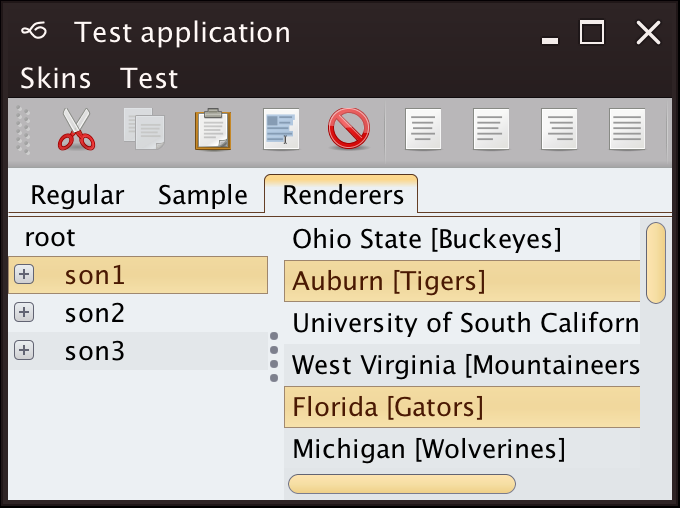 Test application
Skins Test
Regular Sample Renderers
root
son1
son2
son3
Ohio State [Buckeyes]
Auburn [Tigers]
University of South Californ
West Virginia [Mountaineers
Florida [Gators]
Michigan [Wolverines]